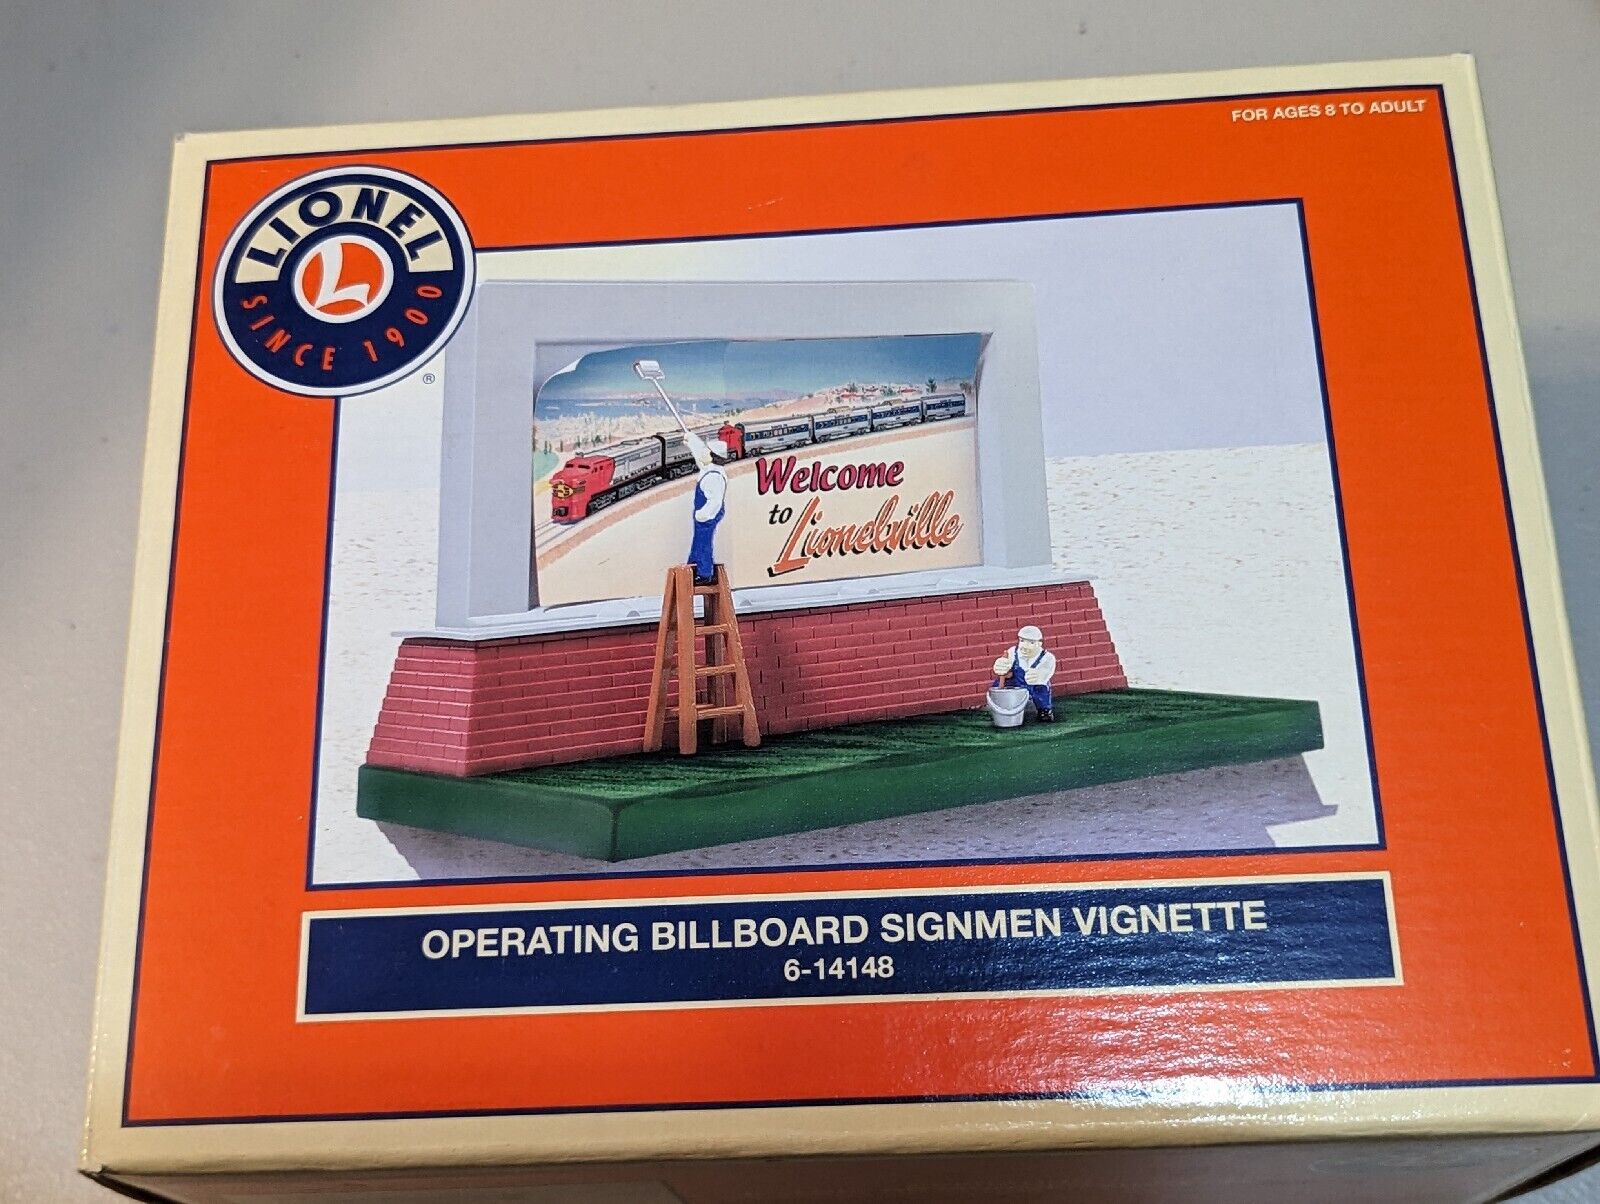 FOR AGES 8 TO ADULT
LIONEL
L
SINCE 1900
®
Welcome
to Lionelville
OPERATING BILLBOARD SIGNMEN VIGNETTE
6-14148